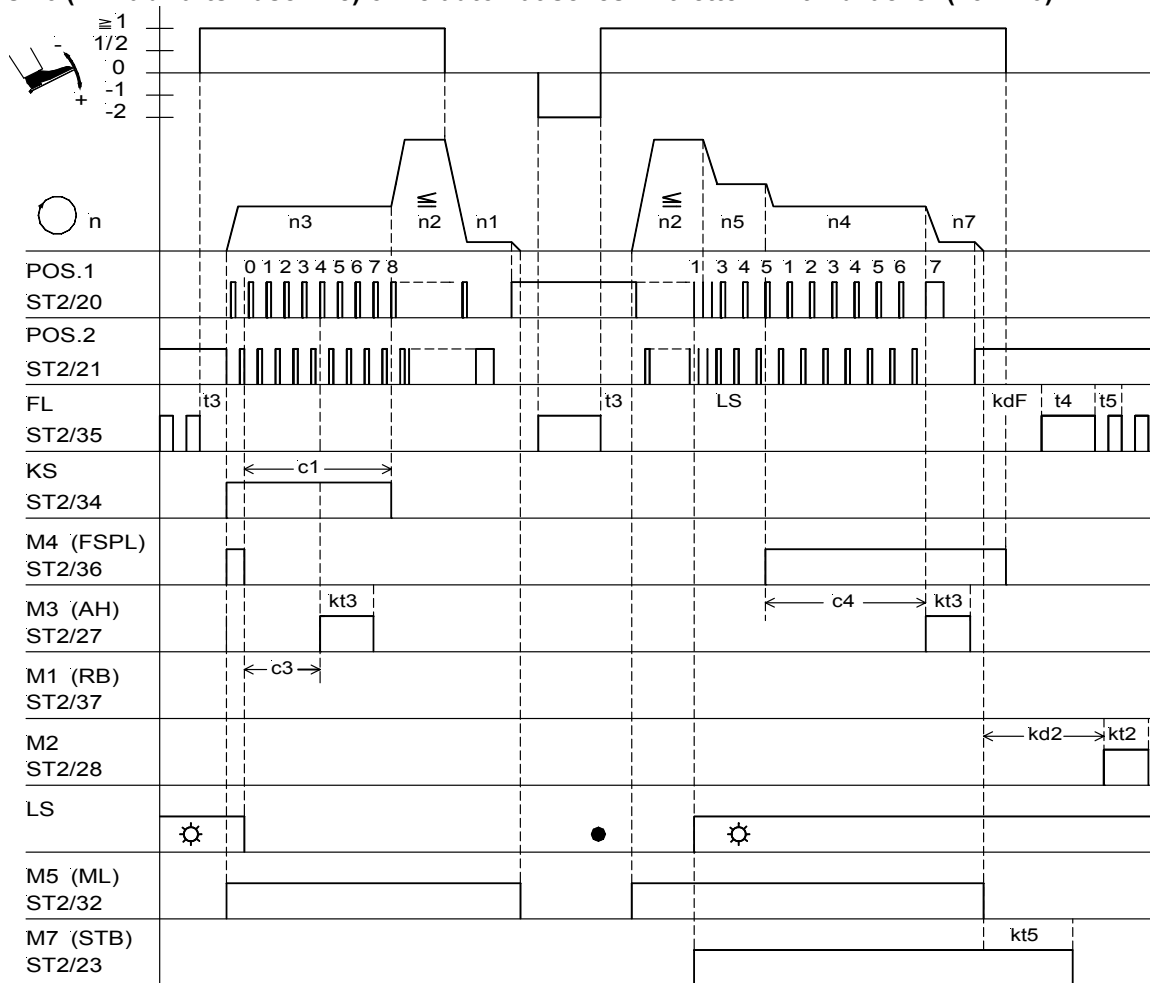 ≧ 1
1/2
0
-1
-2
-
+
n
n3
≦
n2
n1
≦
n2
n5
n4
n7
POS.1
0 1 2 3 4 5 6 7 8
1 3 4 5 1 2 3 4 5 6 7
ST2/20
POS.2
ST2/21
FL
t3
t3
LS
kdF
t4
t5
ST2/35
KS
c1
ST2/34
M4 (FSPL)
ST2/36
M3 (AH)
kt3
c4
kt3
ST2/27
M1 (RB)
c3
ST2/37
M2
kd2
kt2
ST2/28
LS
M5 (ML)
ST2/32
M7 (STB)
kt5
ST2/23